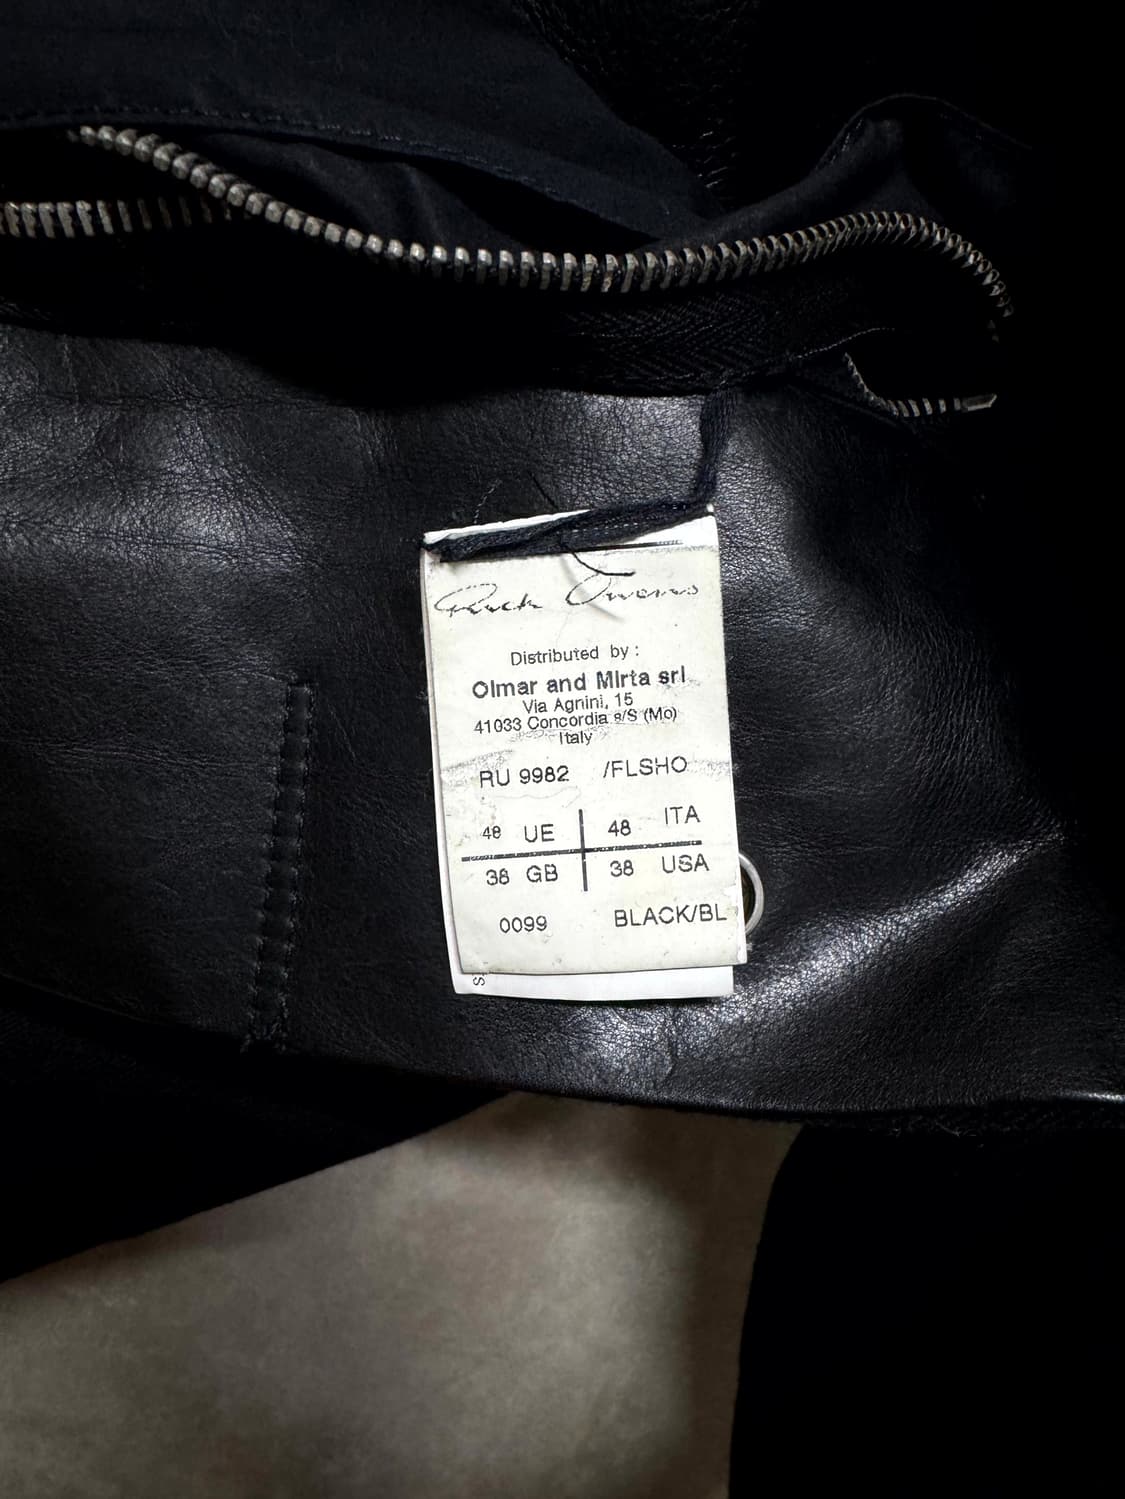 Rick Owens
Distributed by :
Olmar and Mirta srl
Via Agnini, 15
41033 Concordia s/S (Mo)
Italy
RU 9982 /FLSHO
48 UE 48 ITA
38 GB 38 USA
0099 BLACK/BL
S